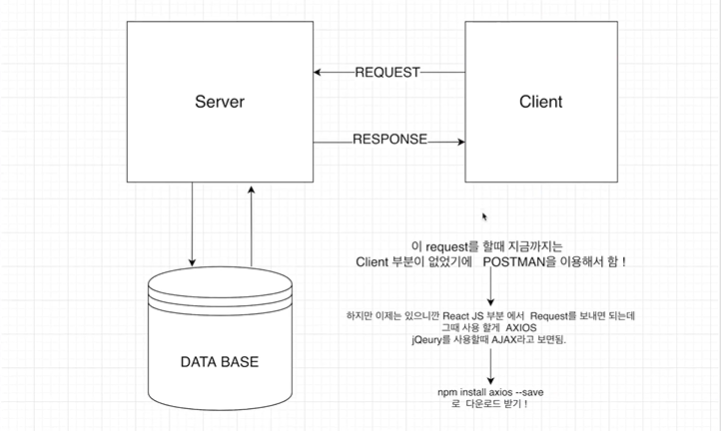 Server
REQUEST
Client
RESPONSE
이 request를 할때 지금까지는
Client 부분이 없었기에 POSTMAN을 이용해서 함 !
하지만 이제는 있으니깐 React JS 부분 에서 Request를 보내면 되는데
그때 사용 할게 AXIOS
jQeury를 사용할때 AJAX라고 보면됨.
DATA BASE
npm install axios --save
로 다운로드 받기 !